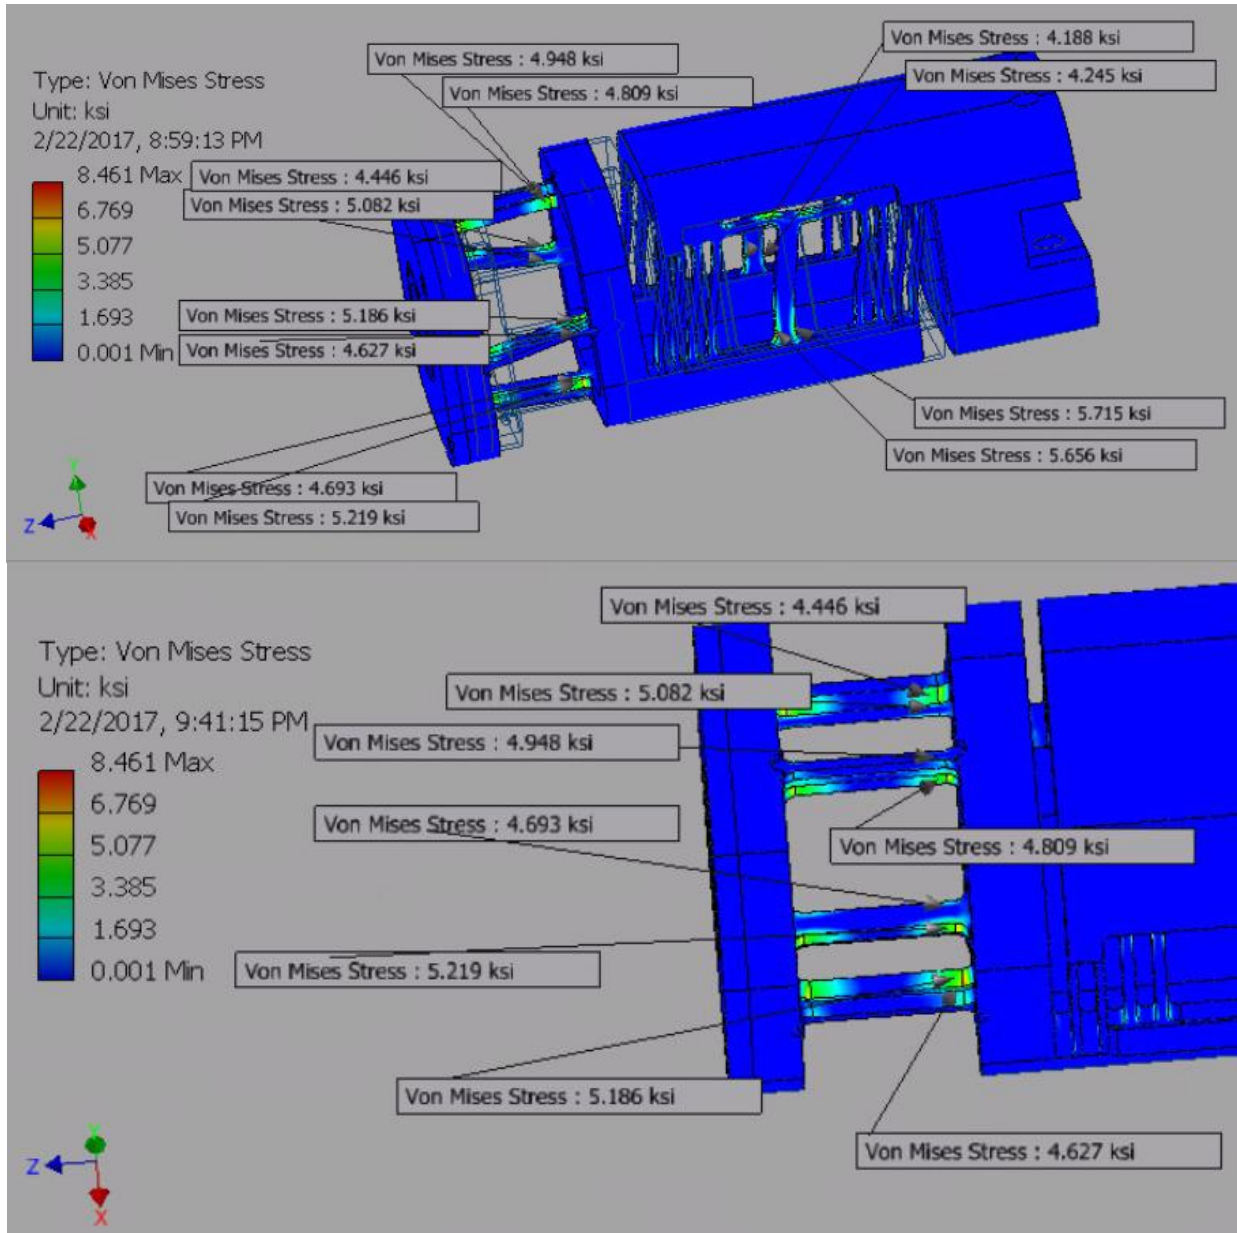 Von Mises Stress : 4.948 ksi
Von Mises Stress : 4.188 ksi
Type: Von Mises Stress
Von Mises Stress : 4.809 ksi
Von Mises Stress : 4.245 ksi
Unit: ksi
2/22/2017, 8:59:13 PM
8.461 Max
Von Mises Stress : 4.446 ksi
6.769
Von Mises Stress : 5.082 ksi
5.077
3.385
Von Mises Stress : 5.186 ksi
1.693
Von Mises Stress : 4.627 ksi
0.001 Min
Von Mises Stress : 5.715 ksi
Von Mises Stress : 5.656 ksi
Von Mises Stress : 4.693 ksi
Von Mises Stress : 5.219 ksi
Y
Z
X
Von Mises Stress : 4.446 ksi
Type: Von Mises Stress
Unit: ksi
Von Mises Stress : 5.082 ksi
2/22/2017, 9:41:15 PM
Von Mises Stress : 4.948 ksi
8.461 Max
6.769
Von Mises Stress : 4.693 ksi
5.077
Von Mises Stress : 4.809 ksi
3.385
1.693
0.001 Min
Von Mises Stress : 5.219 ksi
Von Mises Stress : 5.186 ksi
Von Mises Stress : 4.627 ksi
Y
Z
X